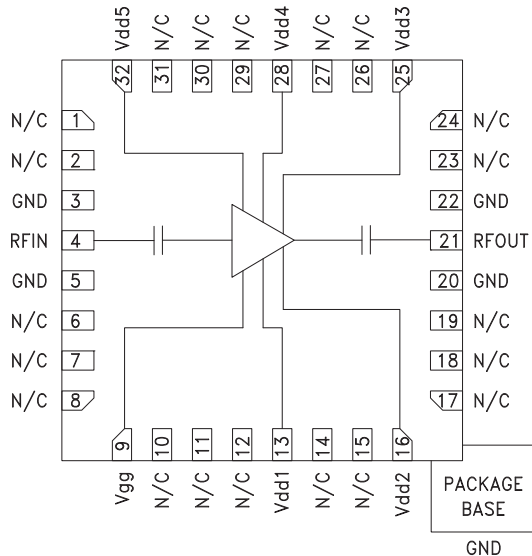 Vdd5 N/C N/C N/C Vdd4 N/C N/C Vdd3
32 31 30 29 28 27 26 25
N/C 1 24 N/C
N/C 2 23 N/C
GND 3 22 GND
RFIN 4 21 RFOUT
GND 5 20 GND
N/C 6 19 N/C
N/C 7 18 N/C
N/C 8 17 N/C
9 10 11 12 13 14 15 16
Vgg N/C N/C N/C Vdd1 N/C N/C Vdd2
PACKAGE
BASE
GND